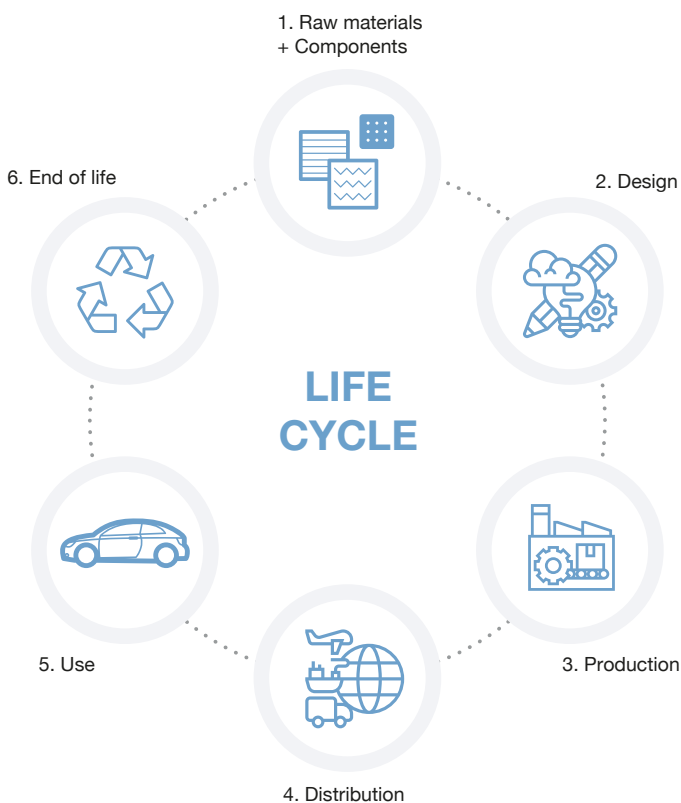 1. Raw materials
+ Components
2. Design
3. Production
4. Distribution
5. Use
6. End of life
LIFE
CYCLE